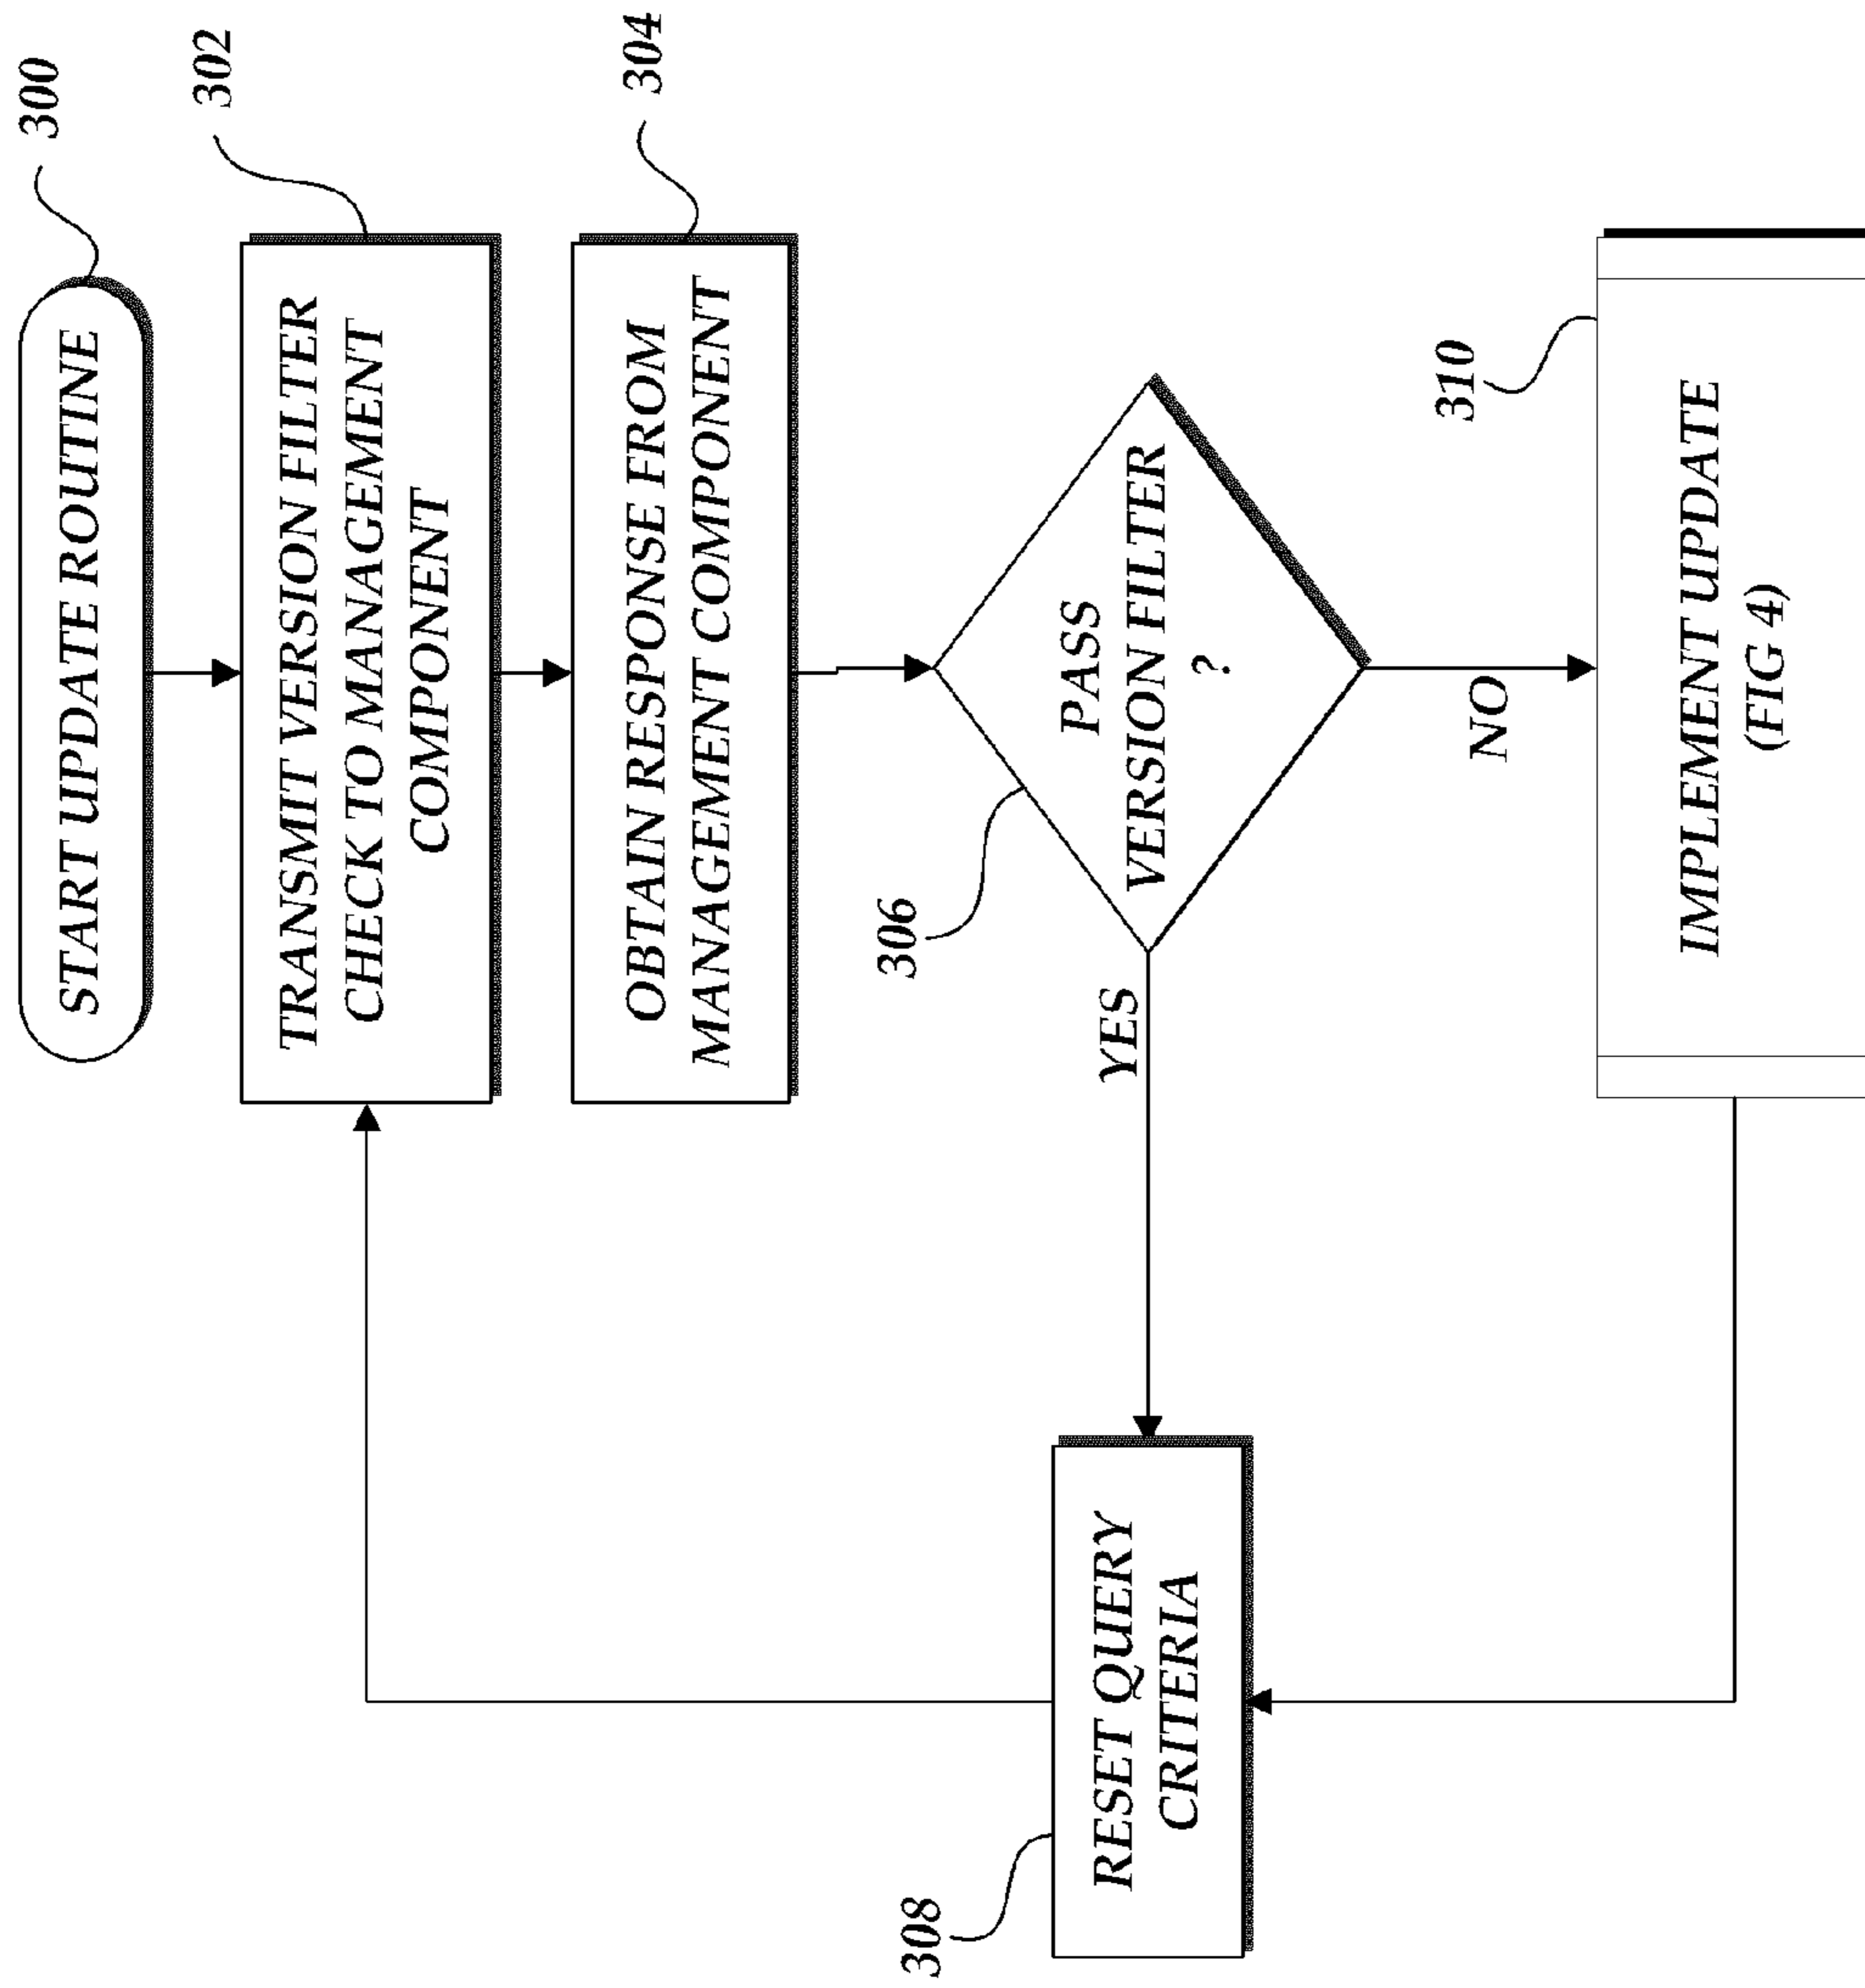 START UPDATE ROUTINE
300
TRANSMIT VERSION FILTER
CHECK TO MANAGEMENT
COMPONENT
302
OBTAIN RESPONSE FROM
MANAGEMENT COMPONENT
304
306
PASS
VERSION FILTER
?
YES
NO
308
RESET QUERY
CRITERIA
310
IMPLEMENT UPDATE
(FIG 4)